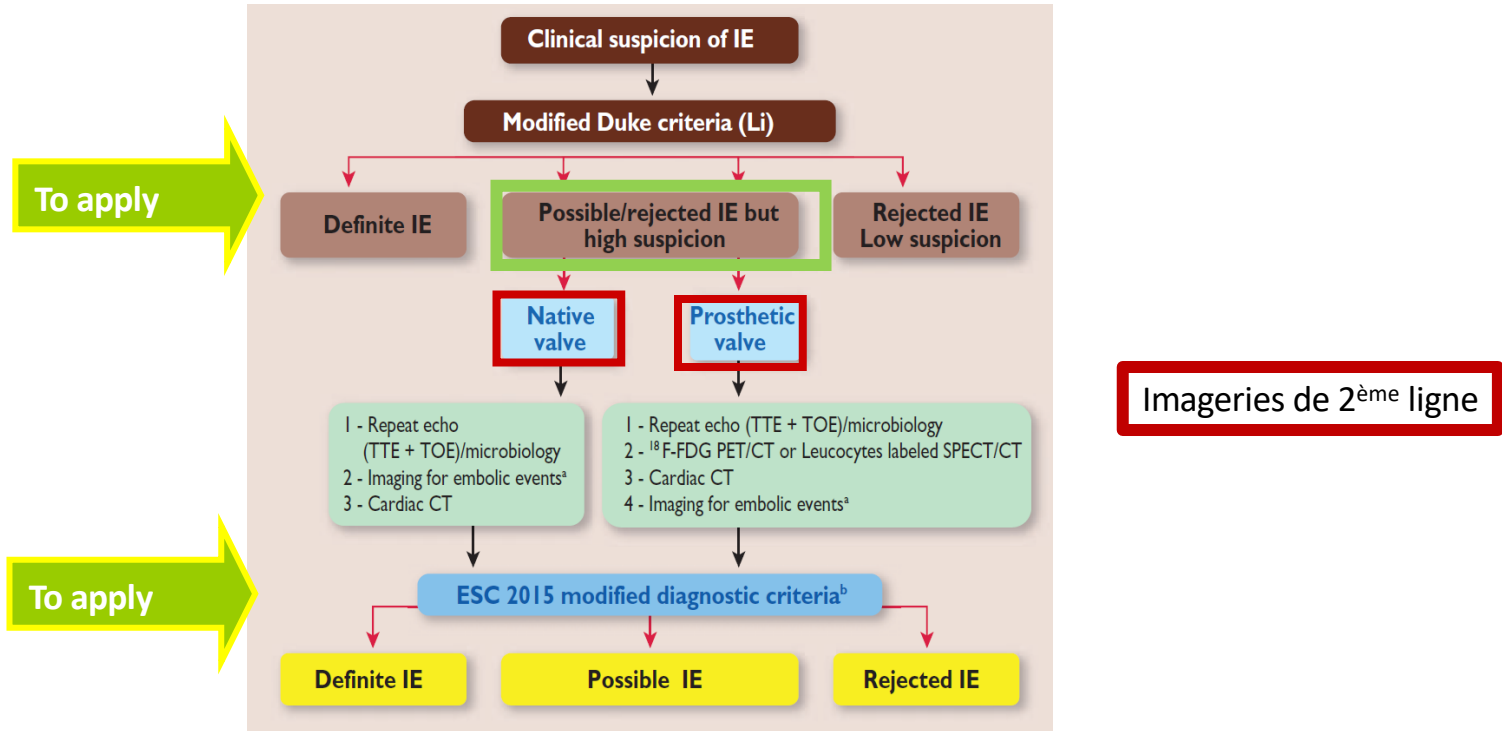 Clinical suspicion of IE
Modified Duke criteria (Li)
To apply
Definite IE
Possible/rejected IE but
high suspicion
Rejected IE
Low suspicion
Native
valve
Prosthetic
valve
Imageries de 2ème ligne
1 - Repeat echo
(TTE + TOE)/microbiology
2 - Imaging for embolic eventsa
3 - Cardiac CT
1 - Repeat echo (TTE + TOE)/microbiology
2 - 18F-FDG PET/CT or Leucocytes labeled SPECT/CT
3 - Cardiac CT
4 - Imaging for embolic eventsa
To apply
ESC 2015 modified diagnostic criteriab
Definite IE
Possible IE
Rejected IE